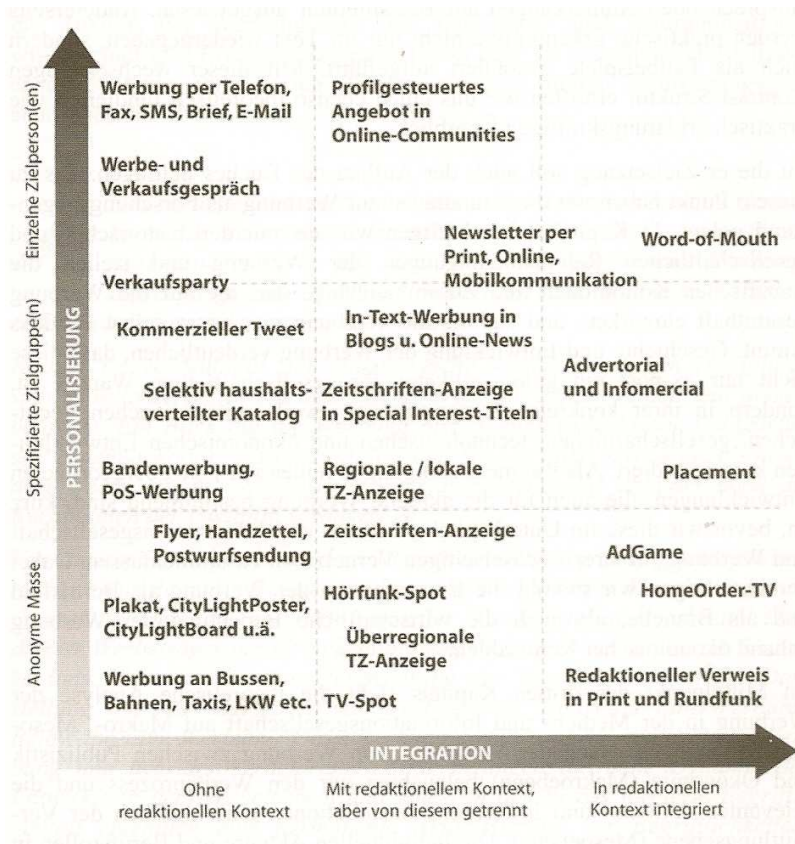 Werbung per Telefon,
Fax, SMS, Brief, E-Mail
Profilgesteuertes
Angebot in
Online-Communities
Werbe- und
Verkaufsgespräch
Newsletter per
Print, Online,
Mobilkommunikation
Word-of-Mouth
Verkaufsparty
Kommerzieller Tweet
In-Text-Werbung in
Blogs u. Online-News
Selektiv haushalts-
verteilter Katalog
Zeitschriften-Anzeige
in Special Interest-Titeln
Advertorial
und Infomercial
Bandenwerbung,
PoS-Werbung
Regionale / lokale
TZ-Anzeige
Placement
Flyer, Handzettel,
Postwurfsendung
Zeitschriften-Anzeige
AdGame
Plakat, CityLightPoster,
CityLightBoard u.ä.
Hörfunk-Spot
HomeOrder-TV
Überregionale
TZ-Anzeige
Werbung an Bussen,
Bahnen, Taxis, LKW etc.
TV-Spot
Redaktioneller Verweis
in Print und Rundfunk
Einzelne Zielperson(en)
Spezifizierte Zielgruppe(n)
Anonyme Masse
PERSONALISIERUNG
INTEGRATION
Ohne
redaktionellen Kontext
Mit redaktionellem Kontext,
aber von diesem getrennt
In redaktionellen
Kontext integriert